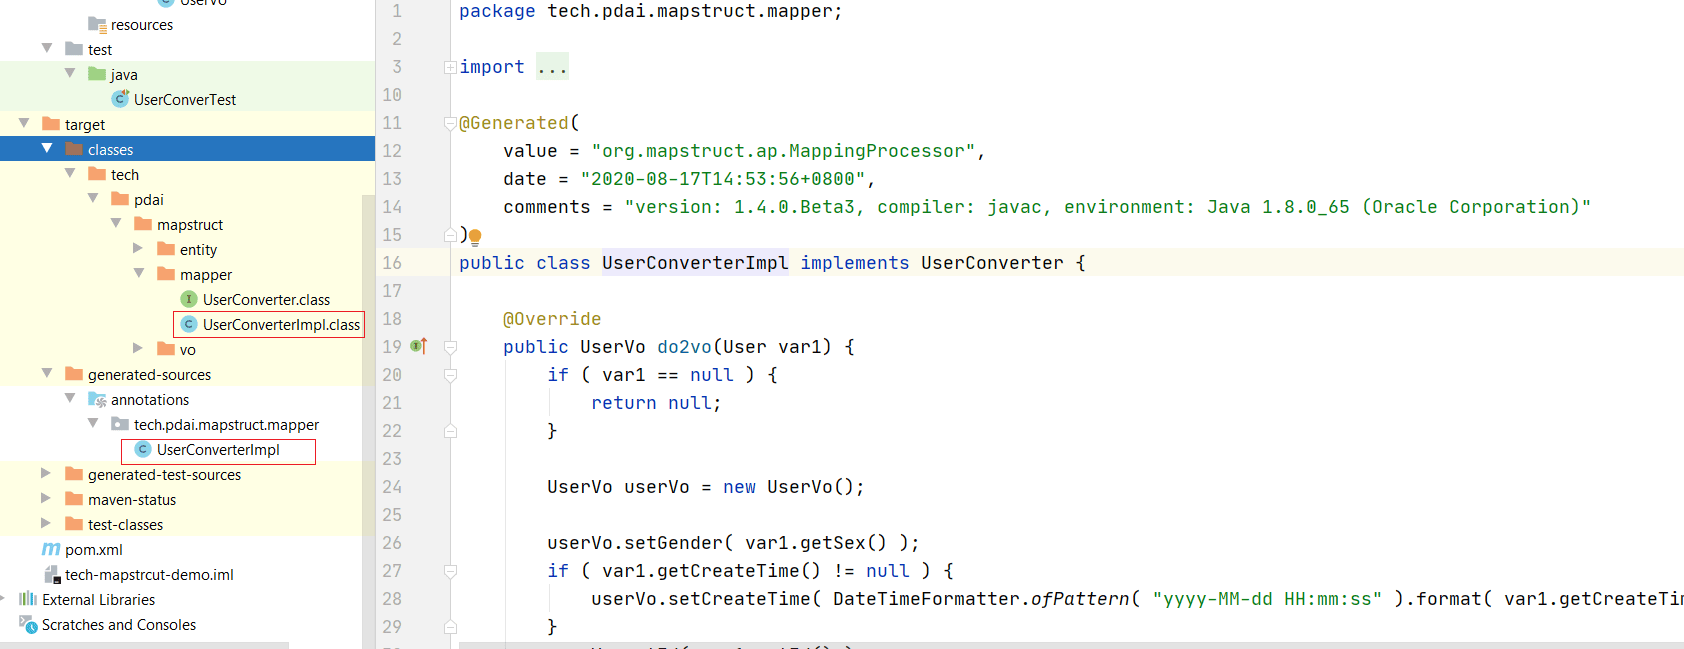 UserVo
resources
test
java
UserConverTest
target
classes
tech
pdai
mapstruct
entity
mapper
UserConverter.class
UserConverterImpl.class
vo
generated-sources
annotations
tech.pdai.mapstruct.mapper
UserConverterImpl
generated-test-sources
maven-status
test-classes
pom.xml
tech-mapstrcut-demo.iml
External Libraries
Scratches and Consoles
1 package tech.pdai.mapstruct.mapper;
2
3 import ...
10
11 @Generated(
12 value = "org.mapstruct.ap.MappingProcessor",
13 date = "2020-08-17T14:53:56+0800",
14 comments = "version: 1.4.0.Beta3, compiler: javac, environment: Java 1.8.0_65 (Oracle Corporation)"
15 )
16 public class UserConverterImpl implements UserConverter {
17
18 @Override
19 public UserVo do2vo(User var1) {
20 if ( var1 == null ) {
21 return null;
22 }
23
24 UserVo userVo = new UserVo();
25
26 userVo.setGender( var1.getSex() );
27 if ( var1.getCreateTime() != null ) {
28 userVo.setCreateTime( DateTimeFormatter.ofPattern( "yyyy-MM-dd HH:mm:ss" ).format( var1.getCreateTi
29 }